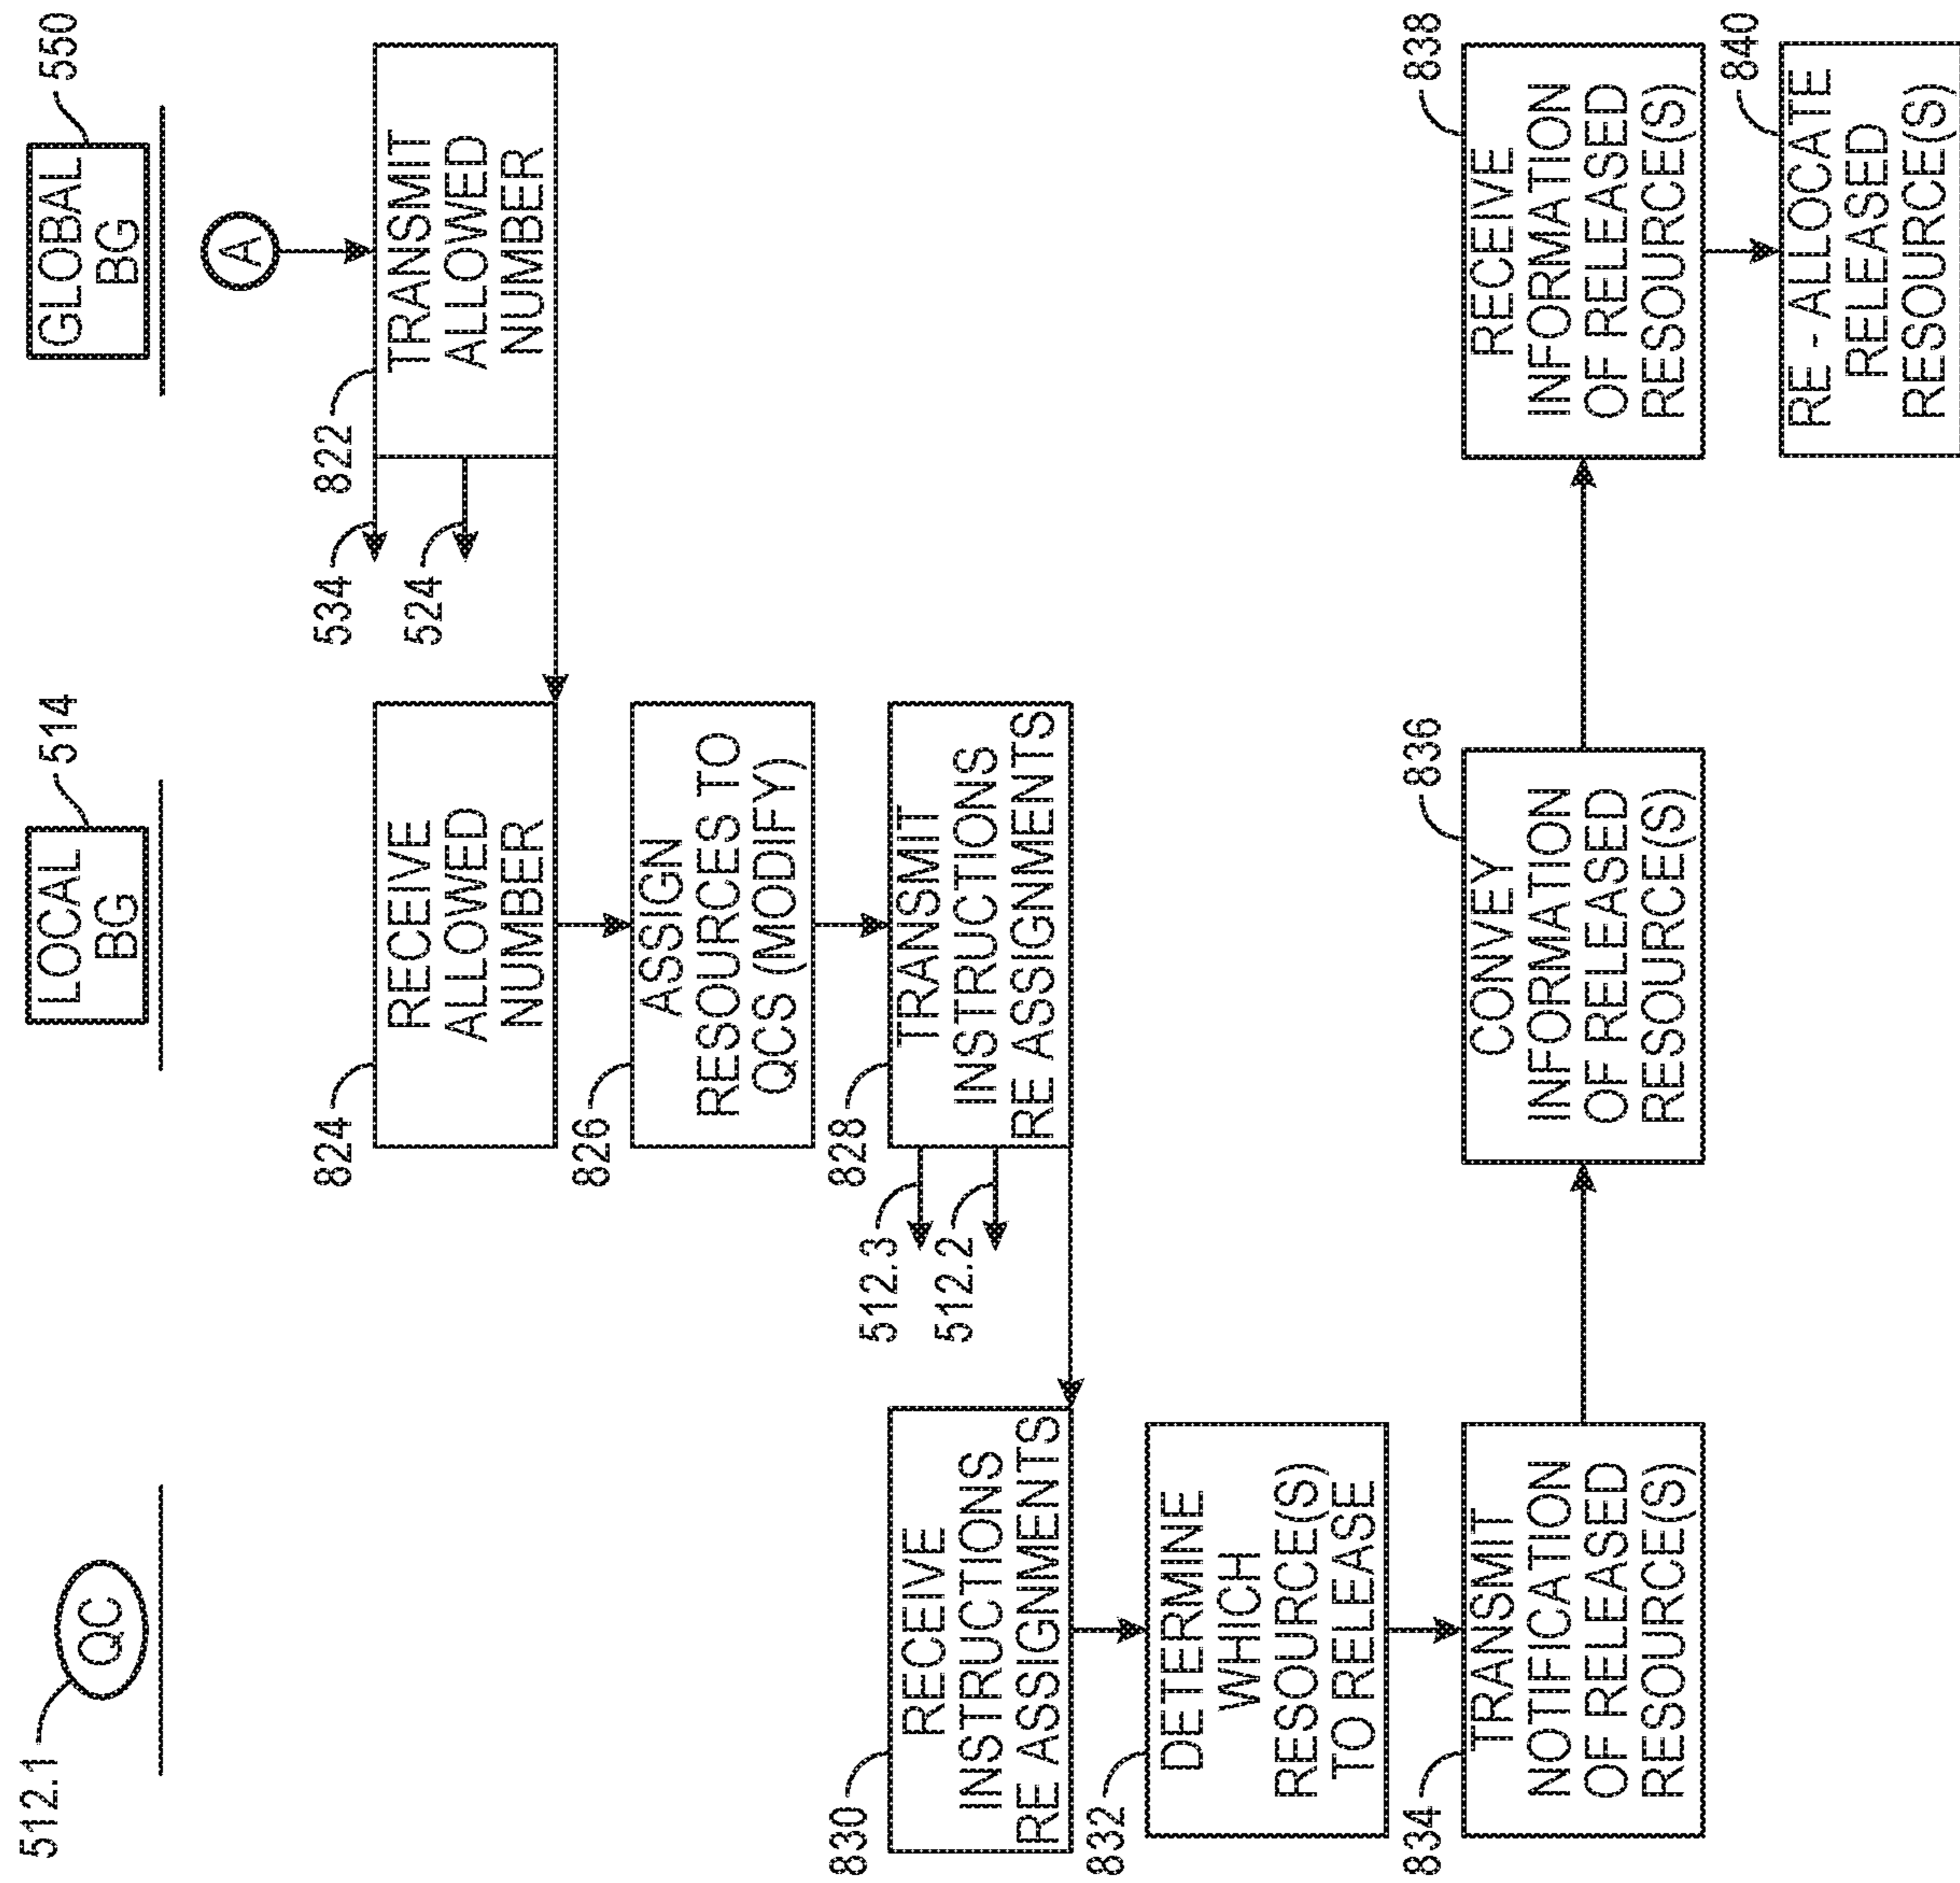 512.1
QC
LOCAL
BG
514
GLOBAL
BG
550
A
822
TRANSMIT
ALLOWED
NUMBER
534
524
824
RECEIVE
ALLOWED
NUMBER
826
ASSIGN
RESOURCES TO
QCS (MODIFY)
828
TRANSMIT
INSTRUCTIONS
RE ASSIGNMENTS
512.3
512.2
830
RECEIVE
INSTRUCTIONS
RE ASSIGNMENTS
832
DETERMINE
WHICH
RESOURCE(S)
TO RELEASE
834
TRANSMIT
NOTIFICATION
OF RELEASED
RESOURCE(S)
836
CONVEY
INFORMATION
OF RELEASED
RESOURCE(S)
838
RECEIVE
INFORMATION
OF RELEASED
RESOURCE(S)
840
RE - ALLOCATE
RELEASED
RESOURCE(S)